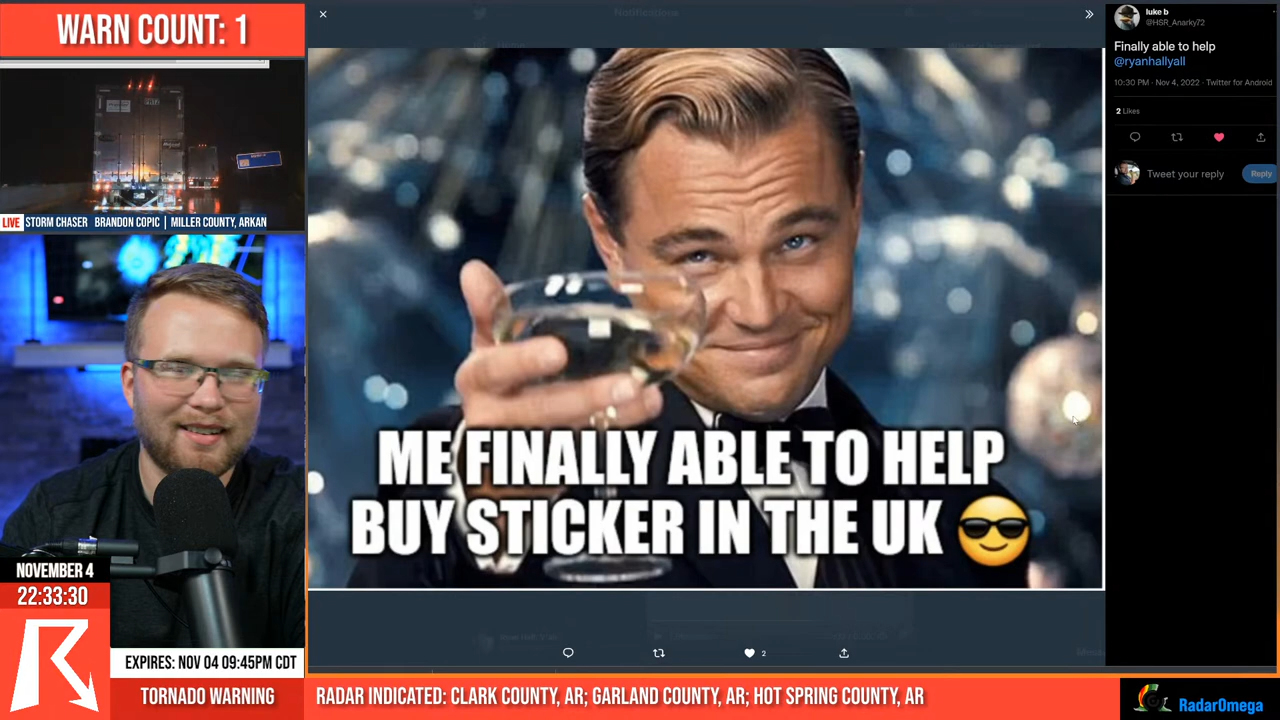 WARN COUNT: 1
LIVE STORM CHASER BRANDON COPIC | MILLER COUNTY, ARKAN
NOVEMBER 4
22:33:30
EXPIRES: NOV 04 09:45PM CDT
TORNADO WARNING
RADAR INDICATED: CLARK COUNTY, AR; GARLAND COUNTY, AR; HOT SPRING COUNTY, AR
RadarOmega
ME FINALLY ABLE TO HELP
BUY STICKER IN THE UK 😎
2
luke b
@HSR_Anarky72
Finally able to help
@ryanhallyall
10:30 PM · Nov 4, 2022 · Twitter for Android
2 Likes
Tweet your reply
Reply